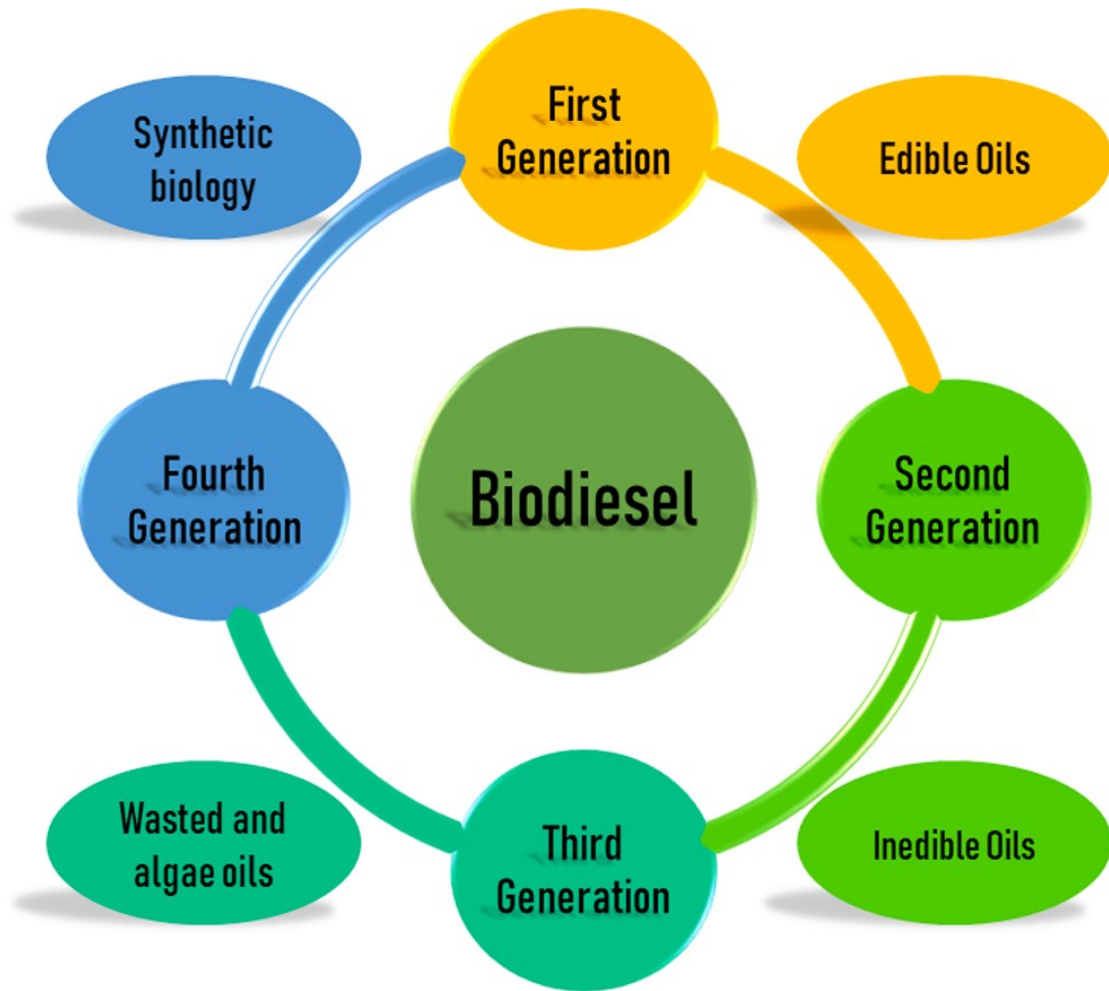 First
Generation
Synthetic
biology
Edible Oils
Fourth
Generation
Biodiesel
Second
Generation
Wasted and
algae oils
Third
Generation
Inedible Oils